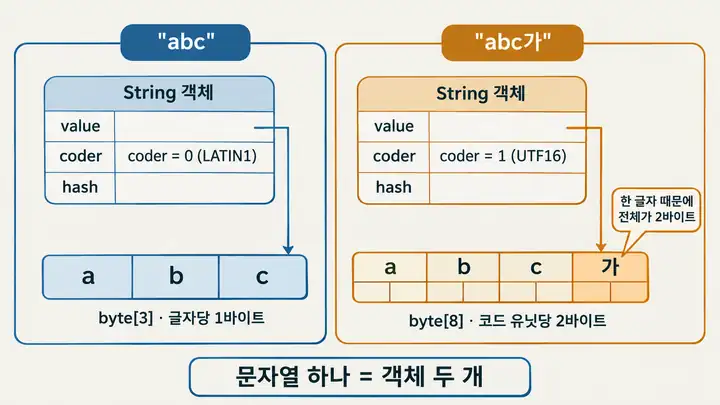 "abc"
String 객체
value
coder
coder = 0 (LATIN1)
hash
a
b
c
byte[3] · 글자당 1바이트
"abc가"
String 객체
value
coder
coder = 1 (UTF16)
hash
한 글자 때문에
전체가 2바이트
a
b
c
가
byte[8] · 코드 유닛당 2바이트
문자열 하나 = 객체 두 개